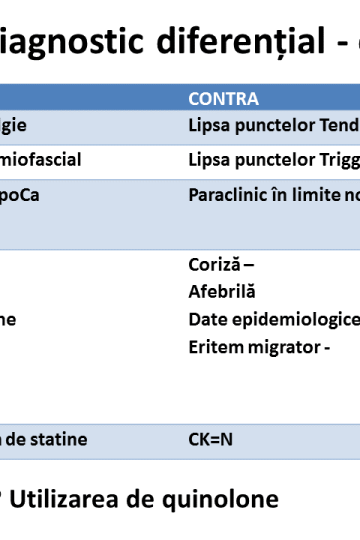 iagnostic diferențial -
CONTRA
gie Lipsa punctelor Tend
miofascial Lipsa punctelor Trigg
poCa Paraclinic în limite no
Coriză –
Afebrilă
ne Date epidemiologice
Eritem migrator -
de statine CK=N
Utilizarea de quinolone